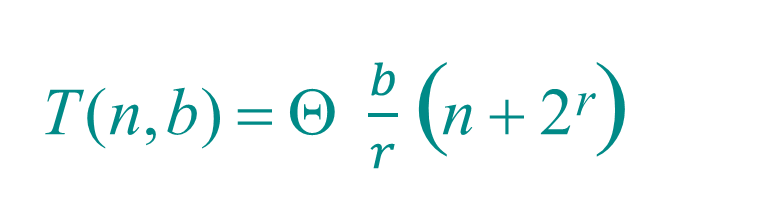 T(n,b) = Θ b/r (n + 2^r)